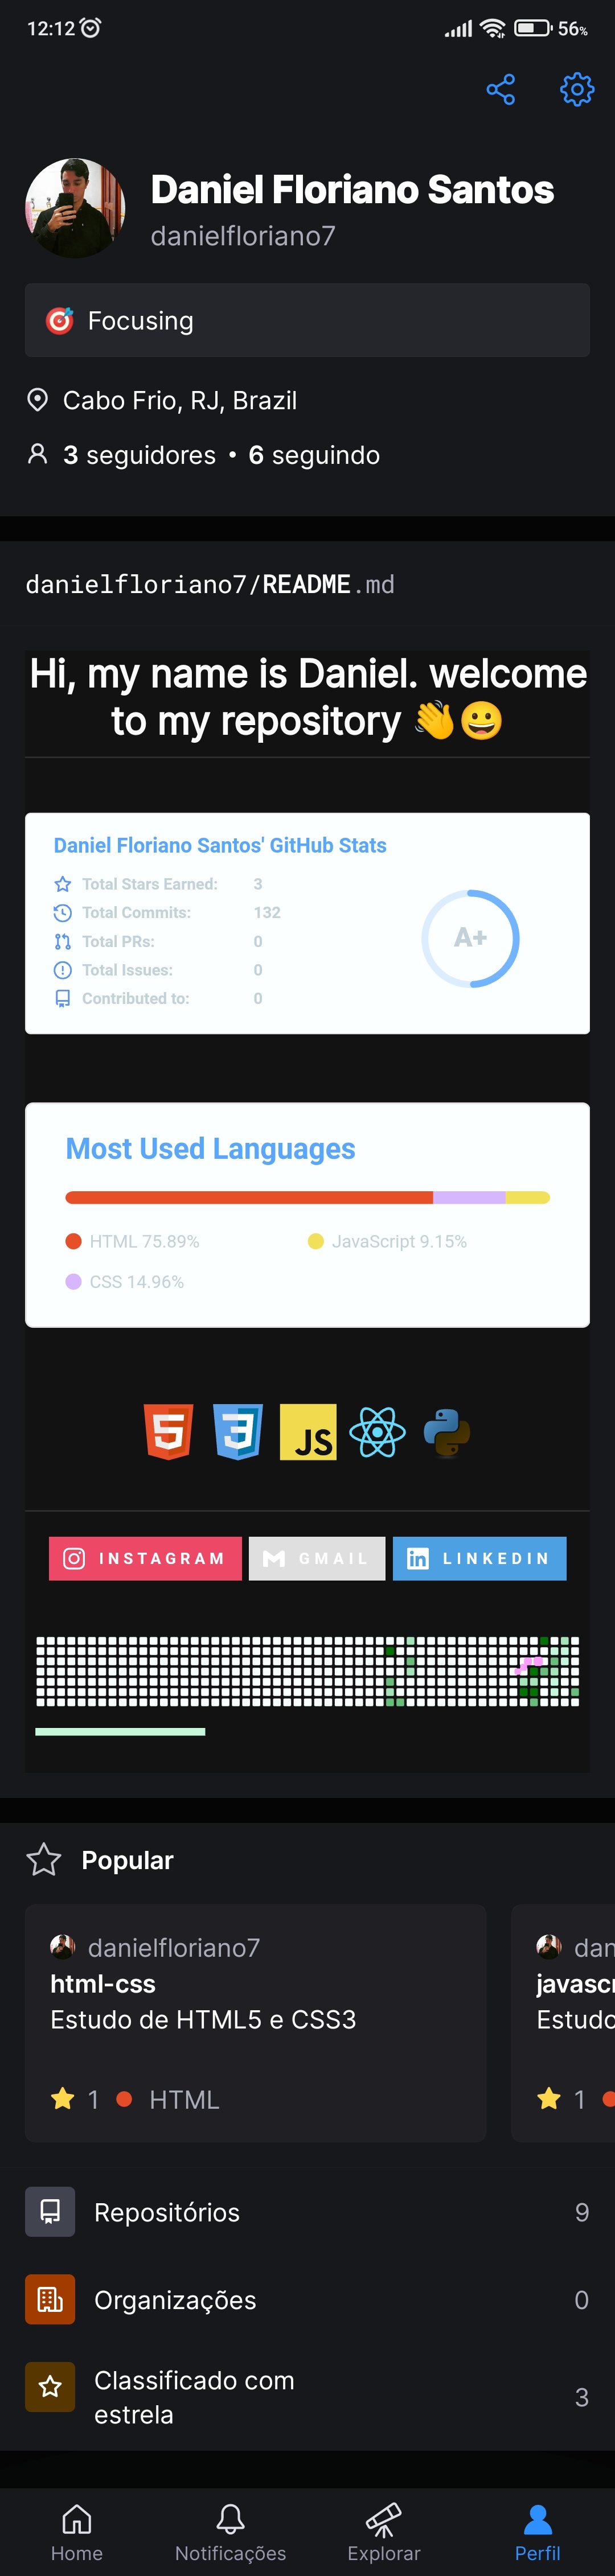 12:12
56%
Daniel Floriano Santos
danielfloriano7
Focusing
Cabo Frio, RJ, Brazil
3 seguidores • 6 seguindo
danielfloriano7/README.md
Hi, my name is Daniel. welcome
to my repository 👋😀
Daniel Floriano Santos' GitHub Stats
Total Stars Earned: 3
Total Commits: 132
Total PRs: 0
Total Issues: 0
Contributed to: 0
A+
Most Used Languages
HTML 75.89%
JavaScript 9.15%
CSS 14.96%
5
3
JS
INSTAGRAM
GMAIL
in LINKEDIN
Popular
danielfloriano7
html-css
Estudo de HTML5 e CSS3
1 HTML
dan
javascr
Estudo
1
Repositórios 9
Organizações 0
Classificado com
estrela
3
Home
Notificações
Explorar
Perfil